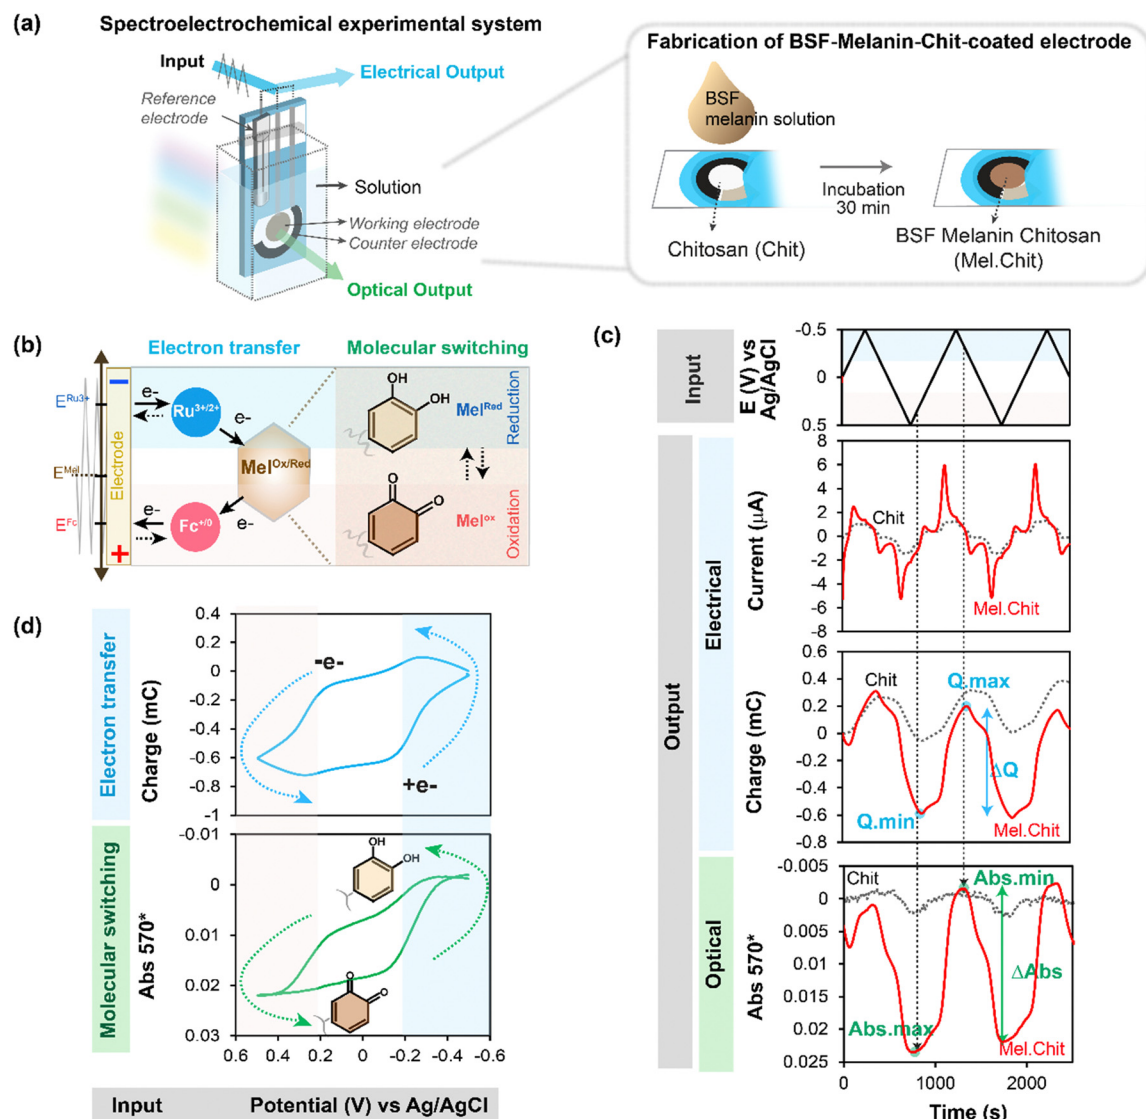 (a)
Spectroelectrochemical experimental system
Input
Electrical Output
Reference
electrode
Solution
Working electrode
Counter electrode
Optical Output
Fabrication of BSF-Melanin-Chit-coated electrode
BSF
melanin solution
Incubation
30 min
Chitosan (Chit)
BSF Melanin Chitosan
(Mel.Chit)
(b)
Electron transfer
Molecular switching
E^Ru3+
E^Mel
E^Fc
Electrode
−
+
e-
e-
Ru^3+/2+
Mel^Ox/Red
Fc^+/0
e-
e-
OH
OH
Mel^Red
Reduction
O
O
Mel^ox
Oxidation
(c)
Input
E (V) vs
Ag/AgCl
-0.5
0
0.5
Output
Electrical
Current (µA)
8
6
4
2
0
-2
-4
-6
-8
Chit
Mel.Chit
Charge (mC)
0.6
0.4
0.2
0
-0.2
-0.4
-0.6
-0.8
Chit
Q.max
ΔQ
Q.min
Mel.Chit
Optical
Abs 570*
-0.005
0
0.005
0.01
0.015
0.02
0.025
Chit
Abs.min
ΔAbs
Abs.max
Mel.Chit
0
1000
2000
Time (s)
(d)
Electron transfer
Charge (mC)
0.4
0.2
0
-0.2
-0.4
-0.6
-0.8
-1
-e-
+e-
Molecular switching
Abs 570*
-0.01
0
0.01
0.02
0.03
OH
OH
O
O
0.6
0.4
0.2
0
-0.2
-0.4
-0.6
Input
Potential (V) vs Ag/AgCl